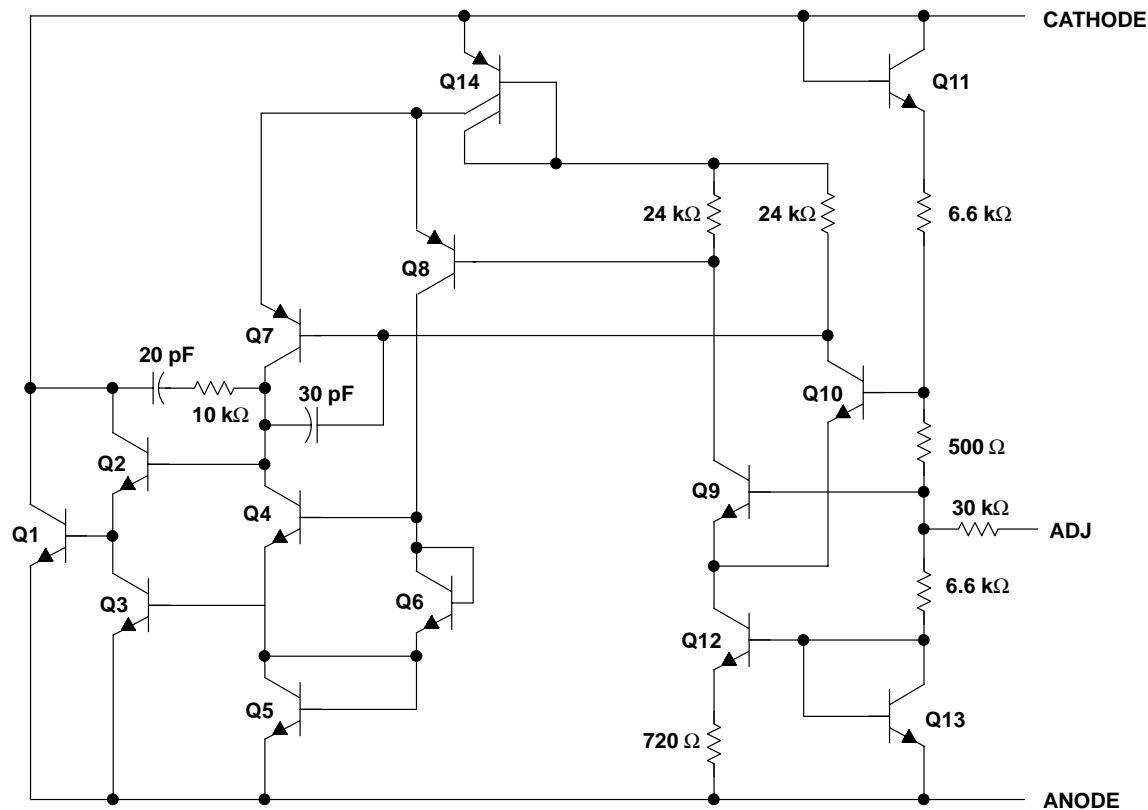 CATHODE
Q14
Q11
24 kΩ
24 kΩ
6.6 kΩ
Q8
Q7
20 pF
10 kΩ
30 pF
Q10
500 Ω
Q2
Q9
30 kΩ
ADJ
Q4
Q1
Q3
Q6
6.6 kΩ
Q12
Q5
Q13
720 Ω
ANODE